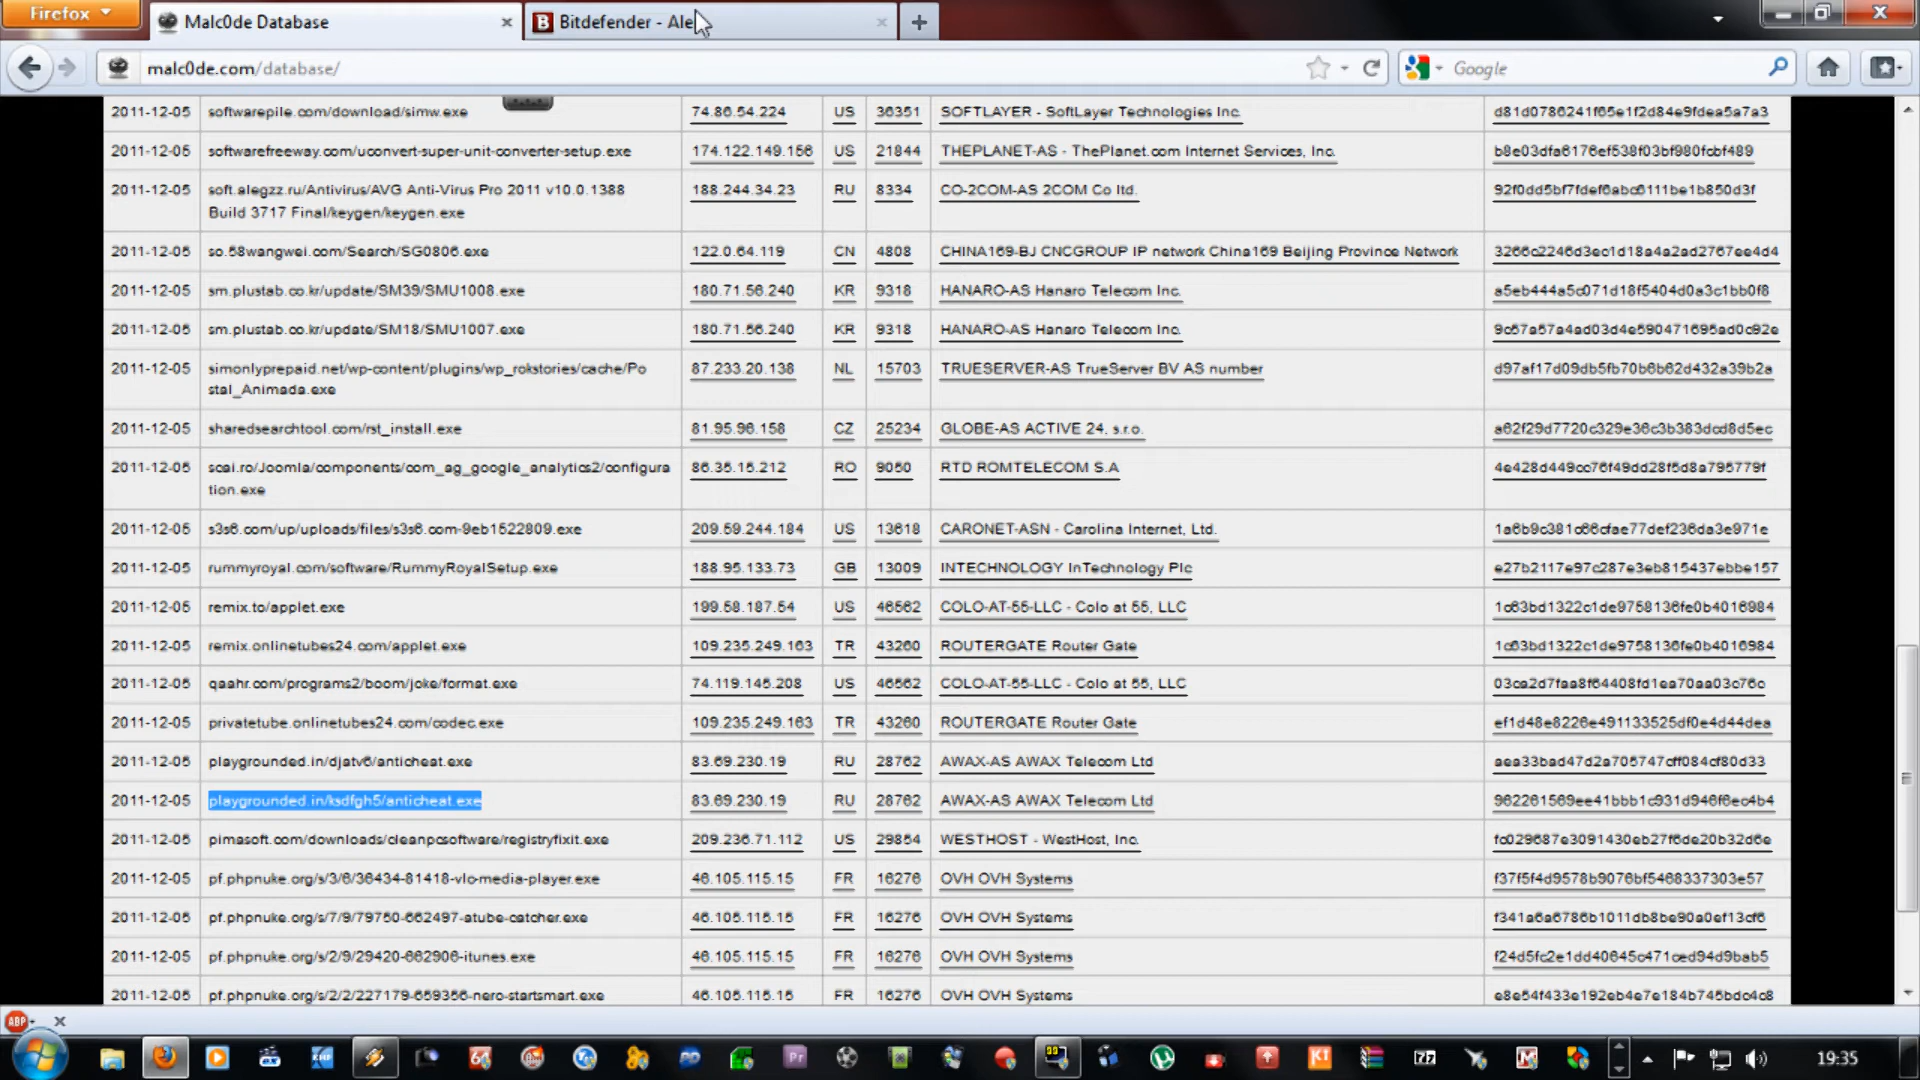 Firefox
Malc0de Database
Bitdefender - Ale
malc0de.com/database/
Google
2011-12-05 softwarepile.com/download/simw.exe 74.86.54.224 US 36351 SOFTLAYER - SoftLayer Technologies Inc. d81d0786241f65e1f2d84e9fdea5a7a3
2011-12-05 softwarefreeway.com/uconvert-super-unit-converter-setup.exe 174.122.149.156 US 21844 THEPLANET-AS - ThePlanet.com Internet Services, Inc. b8e03dfa6176ef538f03bf980fcbf489
2011-12-05 soft.alegzz.ru/Antivirus/AVG Anti-Virus Pro 2011 v10.0.1388 188.244.34.23 RU 8334 CO-2COM-AS 2COM Co ltd. 92f0dd5bf7fdef6abc6111be1b850d3f
Build 3717 Final/keygen/keygen.exe
2011-12-05 so.58wangwei.com/Search/SG0806.exe 122.0.64.119 CN 4808 CHINA169-BJ CNCGROUP IP network China169 Beijing Province Network 3266c2246d3ec1d18a4a2ad2767ee4d4
2011-12-05 sm.plustab.co.kr/update/SM39/SMU1008.exe 180.71.56.240 KR 9318 HANARO-AS Hanaro Telecom Inc. a5eb444a5c071d18f5404d0a3c1bb0f8
2011-12-05 sm.plustab.co.kr/update/SM18/SMU1007.exe 180.71.56.240 KR 9318 HANARO-AS Hanaro Telecom Inc. 9c57a57a4ad03d4e590471695ad0c92e
2011-12-05 simonlyprepaid.net/wp-content/plugins/wp_rokstories/cache/Po 87.233.20.138 NL 15703 TRUESERVER-AS TrueServer BV AS number d97af17d09db5fb70b6b62d432a39b2a
stal_Animada.exe
2011-12-05 sharedsearchtool.com/rst_install.exe 81.95.96.158 CZ 25234 GLOBE-AS ACTIVE 24, s.r.o. a62f29d7720c329e36c3b383dcd8d5ec
2011-12-05 scai.ro/Joomla/components/com_ag_google_analytics2/configura 86.35.15.212 RO 9050 RTD ROMTELECOM S.A 4e428d449cc76f49dd28f5d8a795779f
tion.exe
2011-12-05 s3s6.com/up/uploads/files/s3s6.com-9eb1522809.exe 209.59.244.184 US 13618 CARONET-ASN - Carolina Internet, Ltd. 1a6b9c381c66cfae77def236da3e971e
2011-12-05 rummyroyal.com/software/RummyRoyalSetup.exe 188.95.133.73 GB 13009 INTECHNOLOGY InTechnology Plc e27b2117e97c287e3eb815437ebbe157
2011-12-05 remix.to/applet.exe 199.58.187.54 US 46562 COLO-AT-55-LLC - Colo at 55, LLC 1c63bd1322c1de9758136fe0b4016984
2011-12-05 remix.onlinetubes24.com/applet.exe 109.235.249.163 TR 43260 ROUTERGATE Router Gate 1c63bd1322c1de9758136fe0b4016984
2011-12-05 qaahr.com/programs2/boom/joke/format.exe 74.119.145.208 US 46562 COLO-AT-55-LLC - Colo at 55, LLC 03ca2d7faa8f64408fd1ea70aa03c76c
2011-12-05 privatetube.onlinetubes24.com/codec.exe 109.235.249.163 TR 43260 ROUTERGATE Router Gate ef1d48e8226e491133525df0e4d44dea
2011-12-05 playgrounded.in/djatv6/anticheat.exe 83.69.230.19 RU 28762 AWAX-AS AWAX Telecom Ltd aea33bad47d2a705747cff084cf80d33
2011-12-05 playgrounded.in/ksdfgh5/anticheat.exe 83.69.230.19 RU 28762 AWAX-AS AWAX Telecom Ltd 962261569ee41bbb1c931d946f6ec4b4
2011-12-05 pimasoft.com/downloads/cleanpcsoftware/registryfixit.exe 209.236.71.112 US 29854 WESTHOST - WestHost, Inc. fc029687e3091430eb27f6de20b32d6e
2011-12-05 pf.phpnuke.org/s/3/6/36434-81418-vlc-media-player.exe 46.105.115.15 FR 16276 OVH OVH Systems f37f5f4d9578b9076bf5468337303e57
2011-12-05 pf.phpnuke.org/s/7/9/79750-662497-atube-catcher.exe 46.105.115.15 FR 16276 OVH OVH Systems f341a6a6786b1011db8be90a0ef13cf6
2011-12-05 pf.phpnuke.org/s/2/9/29420-662906-itunes.exe 46.105.115.15 FR 16276 OVH OVH Systems f24d5fc2e1dd40645c471ced94d9bab5
2011-12-05 pf.phpnuke.org/s/2/2/227179-659356-nero-startsmart.exe 46.105.115.15 FR 16276 OVH OVH Systems e8e54f433e192eb4e7e184b745bdc4c8
ABP
19:35